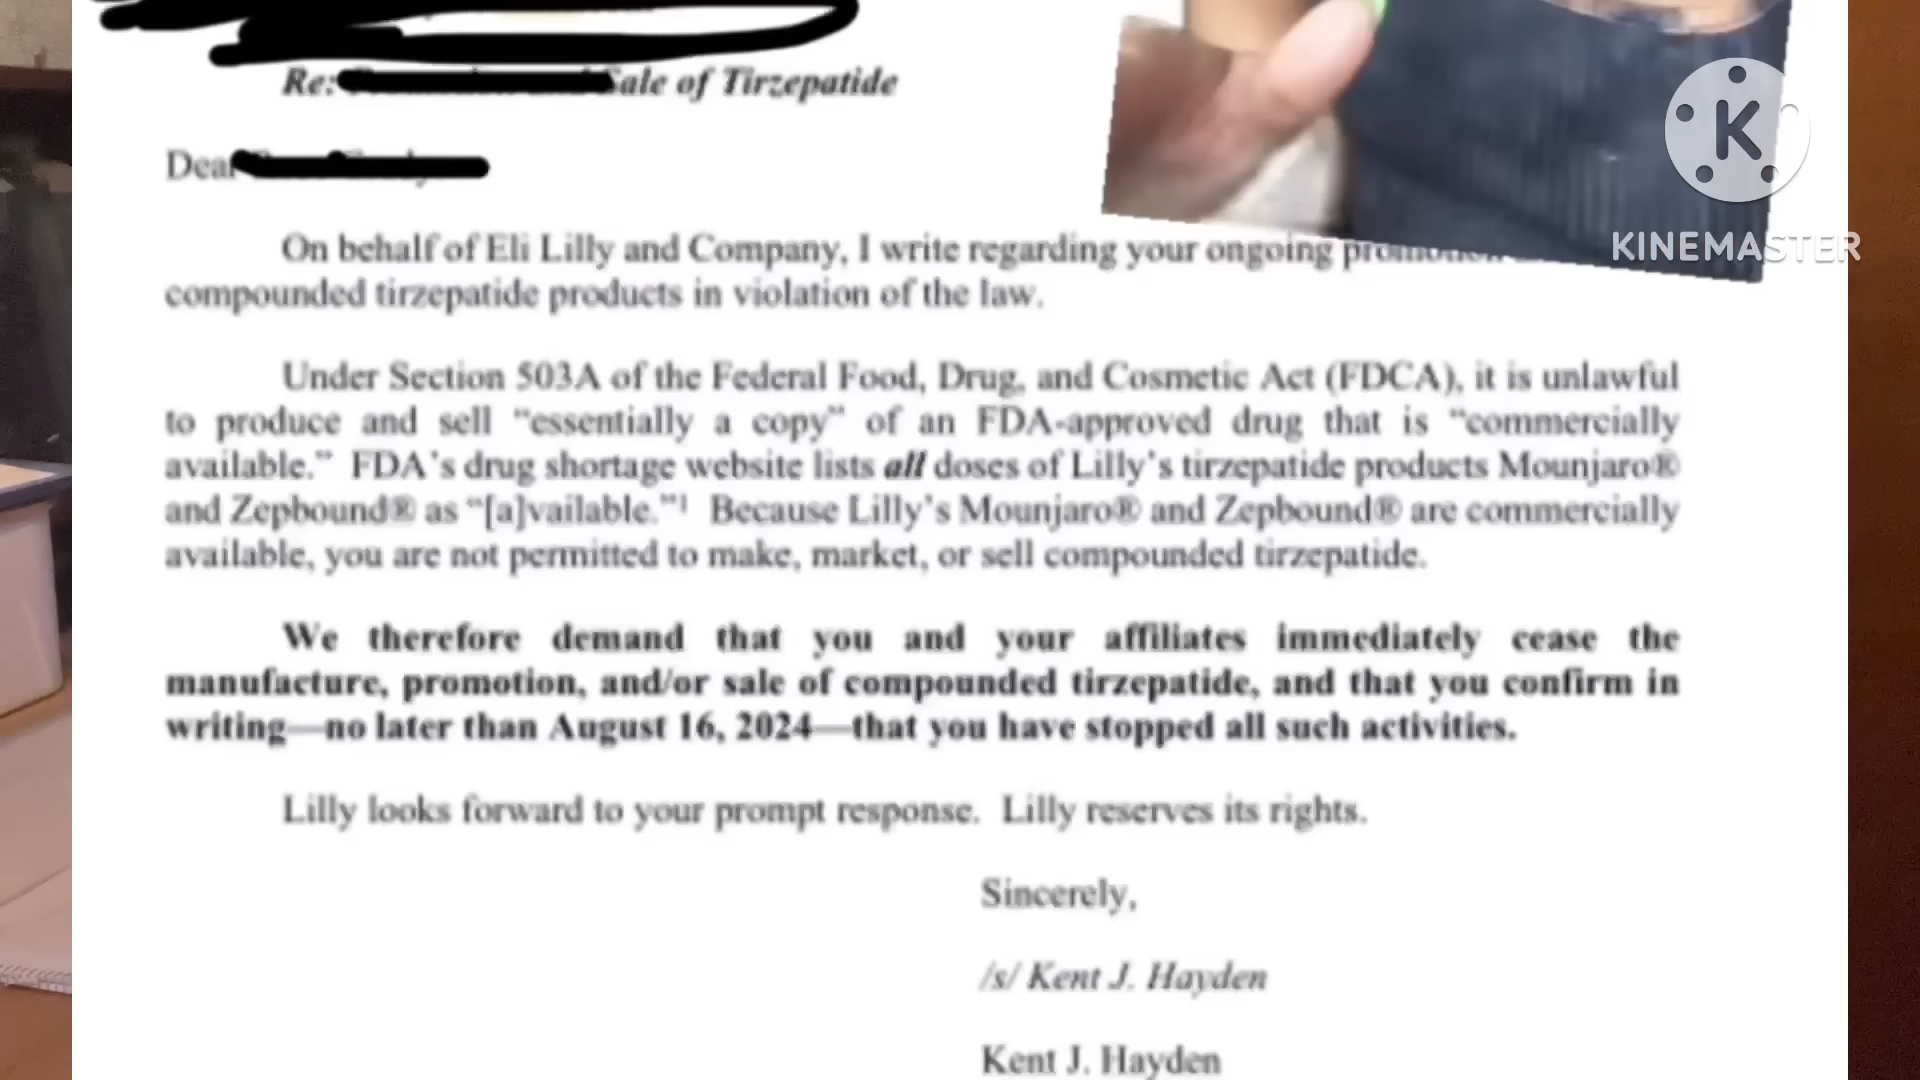 Re: Sale of Tirzepatide
Dear
On behalf of Eli Lilly and Company, I write regarding your ongoing
compounded tirzepatide products in violation of the law.
Under Section 503A of the Federal Food, Drug, and Cosmetic Act (FDCA), it is unlawful
to produce and sell “essentially a copy” of an FDA-approved drug that is “commercially
available.” FDA’s drug shortage website lists all doses of Lilly’s tirzepatide products Mounjaro®
and Zepbound® as “[a]vailable.”¹ Because Lilly’s Mounjaro® and Zepbound® are commercially
available, you are not permitted to make, market, or sell compounded tirzepatide.
We therefore demand that you and your affiliates immediately cease the
manufacture, promotion, and/or sale of compounded tirzepatide, and that you confirm in
writing—no later than August 16, 2024—that you have stopped all such activities.
Lilly looks forward to your prompt response. Lilly reserves its rights.
Sincerely,
/s/ Kent J. Hayden
Kent J. Hayden
K
KINEMASTER